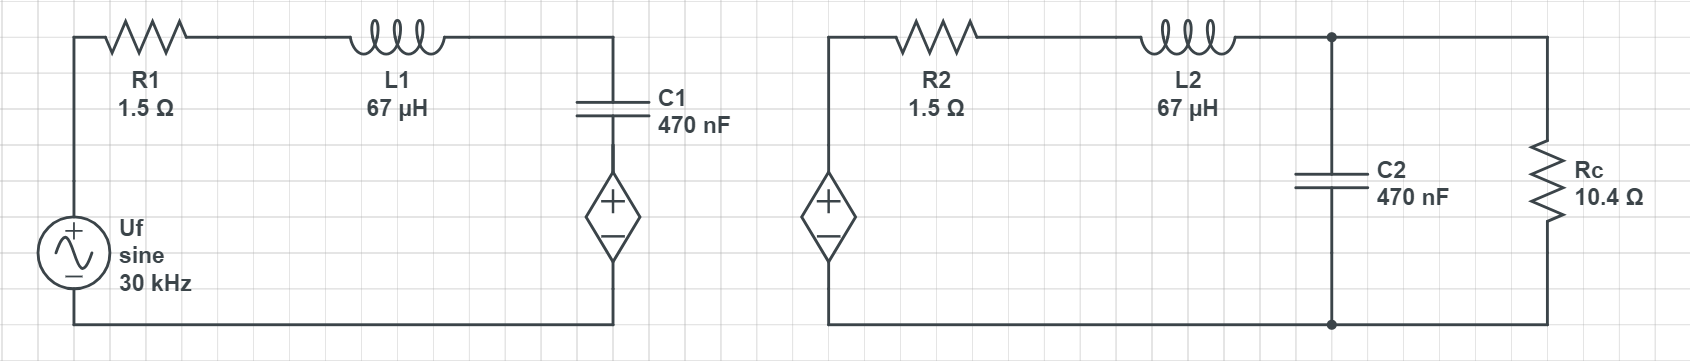 R1
1.5 Ω
L1
67 µH
C1
470 nF
Uf
sine
30 kHz
R2
1.5 Ω
L2
67 µH
C2
470 nF
Rc
10.4 Ω